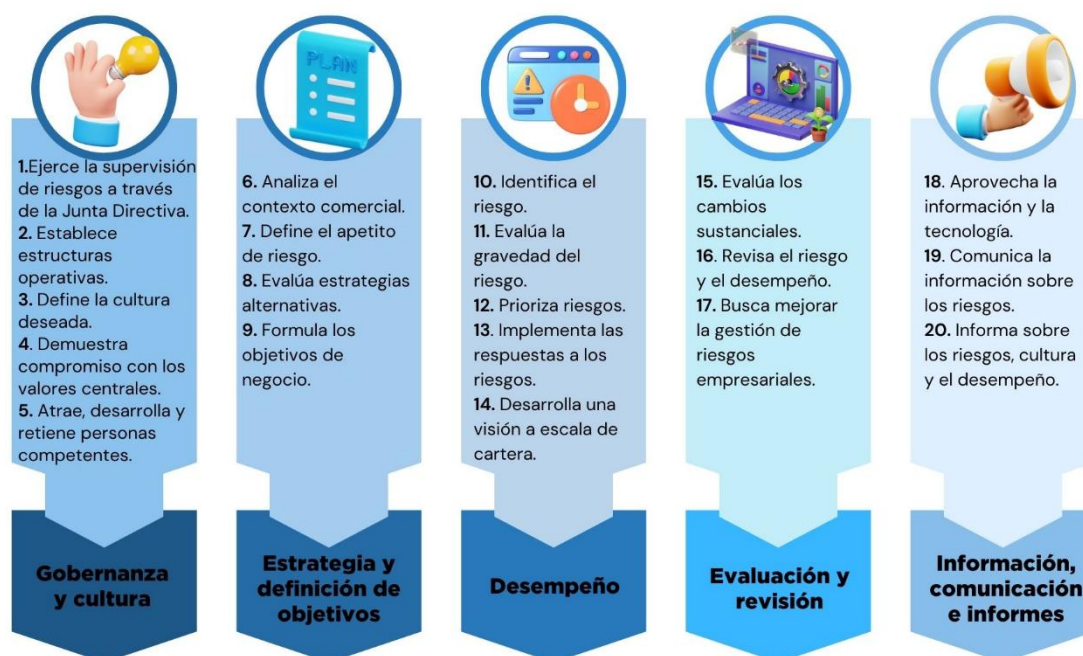 PLAN
1.Ejerce la supervisión
de riesgos a través
de la Junta Directiva.
2. Establece
estructuras
operativas.
3. Define la cultura
deseada.
4. Demuestra
compromiso con los
valores centrales.
5. Atrae, desarrolla y
retiene personas
competentes.
Gobernanza
y cultura
6. Analiza el
contexto comercial.
7. Define el apetito
de riesgo.
8. Evalúa estrategias
alternativas.
9. Formula los
objetivos de
negocio.
Estrategia y
definición de
objetivos
10. Identifica el
riesgo.
11. Evalúa la
gravedad del
riesgo.
12. Prioriza riesgos.
13. Implementa las
respuestas a los
riesgos.
14. Desarrolla una
visión a escala de
cartera.
Desempeño
15. Evalúa los
cambios
sustanciales.
16. Revisa el riesgo
y el desempeño.
17. Busca mejorar
la gestión de
riesgos
empresariales.
Evaluación y
revisión
18. Aprovecha la
información y la
tecnología.
19. Comunica la
información sobre
los riesgos.
20. Informa sobre
los riesgos, cultura
y el desempeño.
Información,
comunicación
e informes